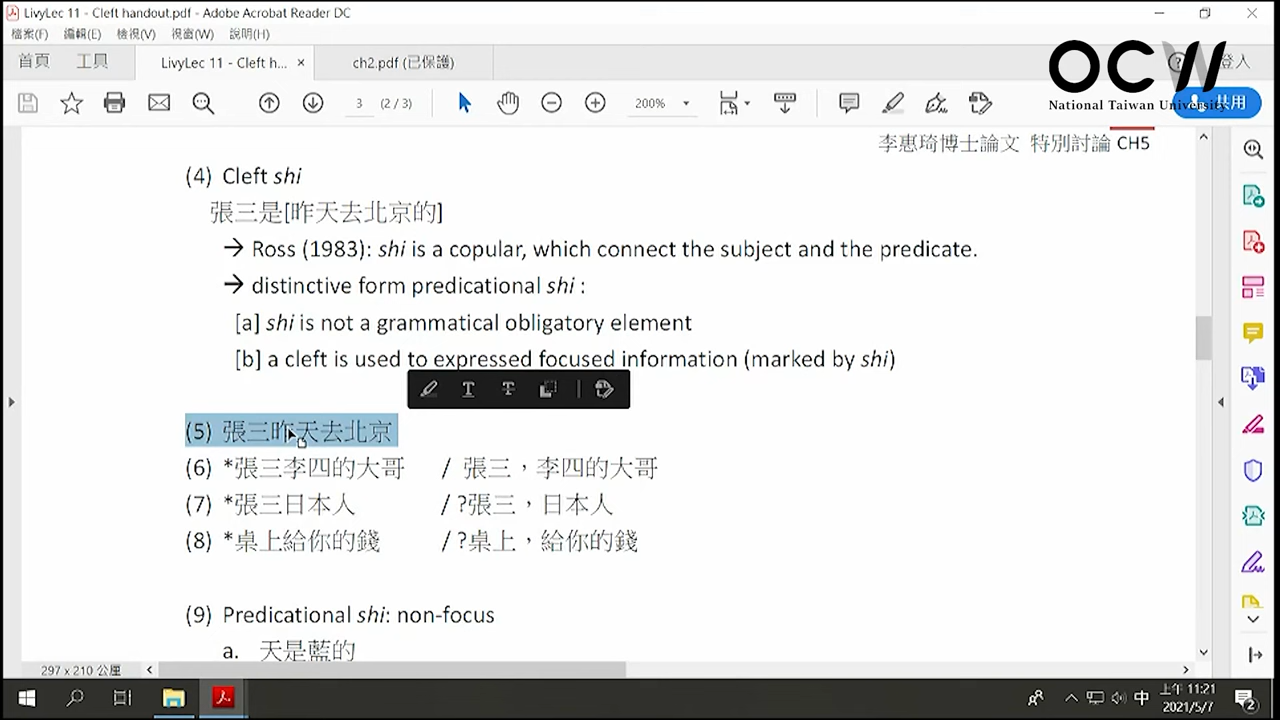 LivyLec 11 - Cleft handout.pdf - Adobe Acrobat Reader DC
檔案(F) 編輯(E) 檢視(V) 視窗(W) 說明(H)
首頁 工具 LivyLec 11 - Cleft h... × ch2.pdf (已保護) 登入
OCW
National Taiwan University
3 (2 / 3) 200% 共用
李惠琦博士論文 特別討論 CH5
(4) Cleft shi
張三是[昨天去北京的]
→ Ross (1983): shi is a copular, which connect the subject and the predicate.
→ distinctive form predicational shi :
[a] shi is not a grammatical obligatory element
[b] a cleft is used to expressed focused information (marked by shi)
(5) 張三昨天去北京
(6) *張三李四的大哥 / 張三，李四的大哥
(7) *張三日本人 / ?張三，日本人
(8) *桌上給你的錢 / ?桌上，給你的錢
(9) Predicational shi: non-focus
a. 天是藍的
297 x 210 公厘
中 上午 11:21
2021/5/7 2